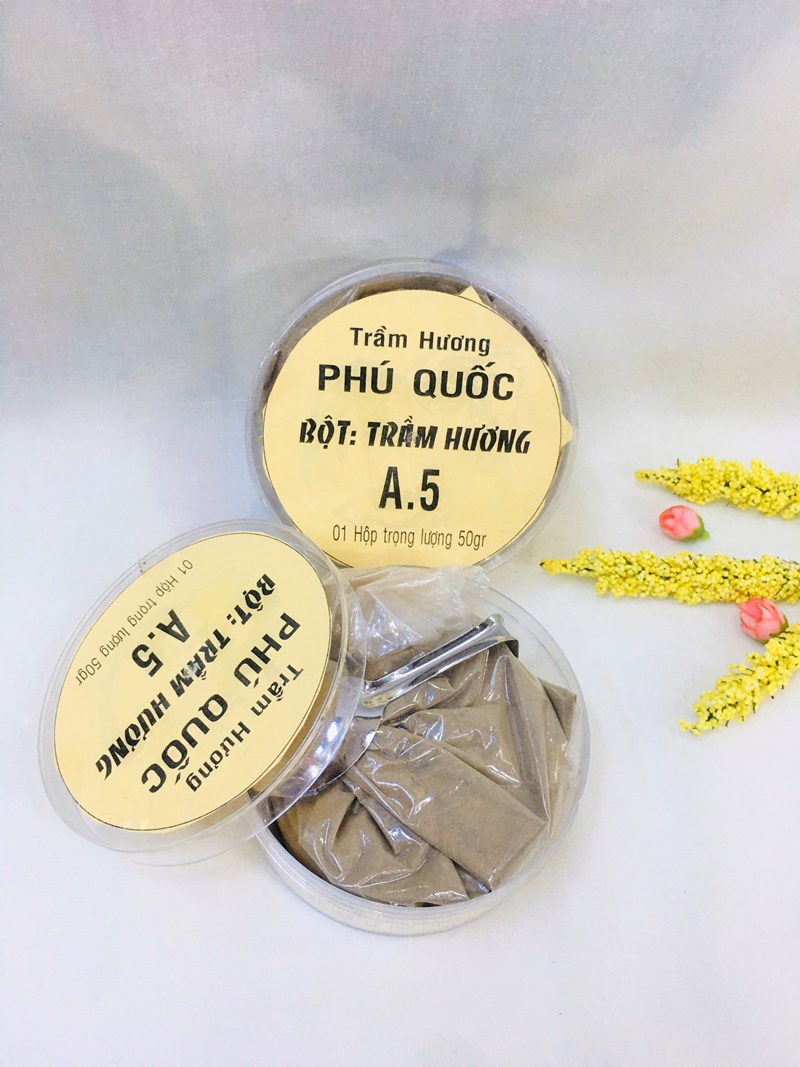 Trầm Hương
PHÚ QUỐC
BỘT: TRẦM HƯƠNG
A.5
01 Hộp trọng lượng 50gr
Trầm Hương
PHÚ QUỐC
BỘT: TRẦM HƯƠNG
A.5
01 Hộp trọng lượng 50gr